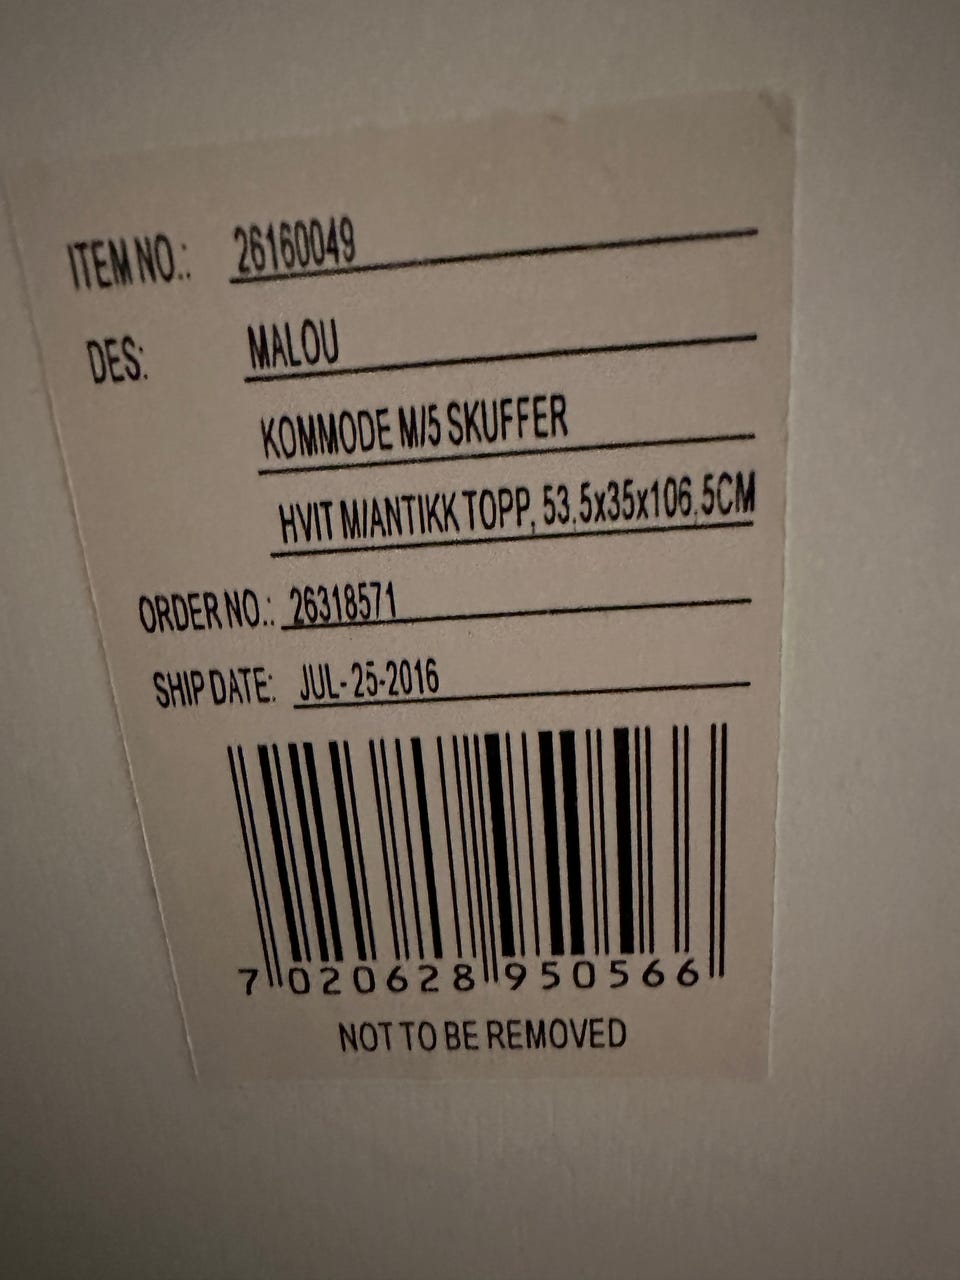 ITEM NO.: 26160049
DES: MALOU
KOMMODE M/5 SKUFFER
HVIT M/ANTIKK TOPP, 53.5x35x106.5CM
ORDER NO.: 26318571
SHIP DATE: JUL-25-2016
7 020628 950566
NOT TO BE REMOVED